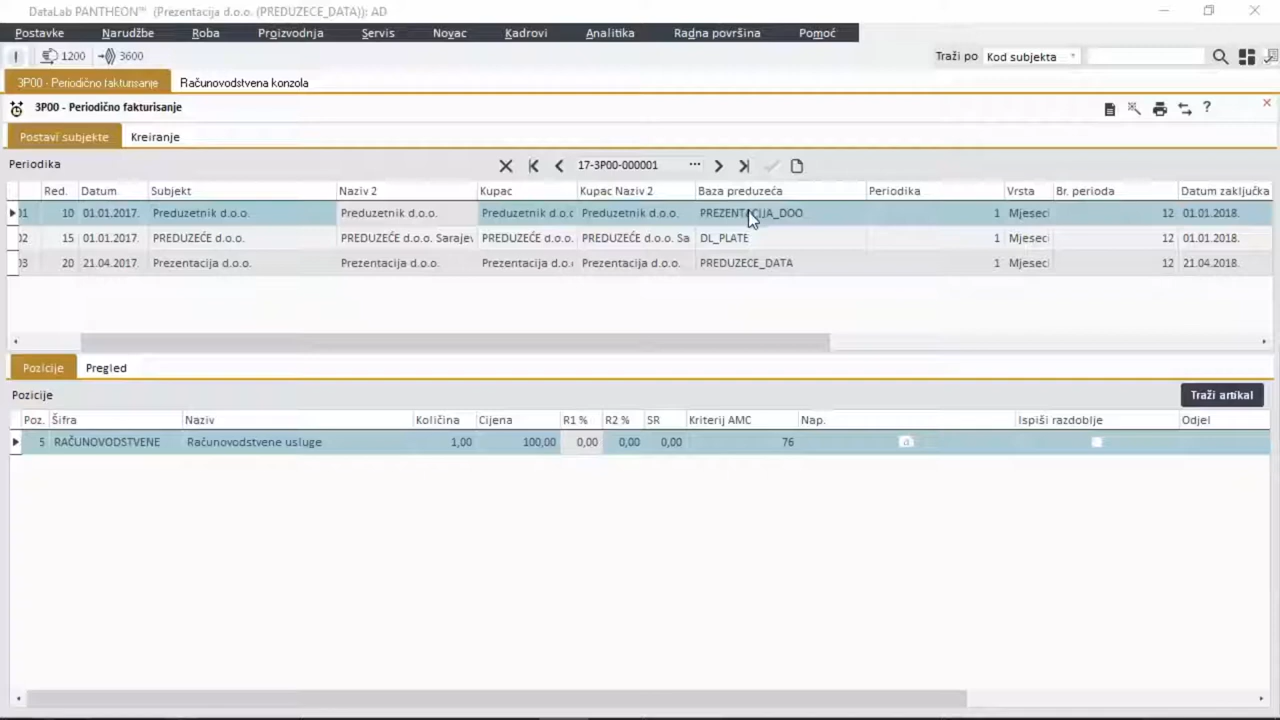 DataLab PANTHEON™ (Prezentacija d.o.o. (PREDUZECE_DATA)): AD
Postavke Narudžbe Roba Proizvodnja Servis Novac Kadrovi Analitika Radna površina Pomoć
1200 3600 Traži po Kod subjekta
3P00 - Periodično fakturisanje Računovodstvena konzola
3P00 - Periodično fakturisanje
Postavi subjekte Kreiranje
Periodika 17-3P00-000001
Red. Datum Subjekt Naziv 2 Kupac Kupac Naziv 2 Baza preduzeća Periodika Vrsta Br. perioda Datum zaključka
01 10 01.01.2017. Preduzetnik d.o.o. Preduzetnik d.o.o. Preduzetnik d.o.c Preduzetnik d.o.o. PREZENTACIJA_DOO 1 Mjeseci 12 01.01.2018.
02 15 01.01.2017. PREDUZEĆE d.o.o. PREDUZEĆE d.o.o. Sarajev PREDUZEĆE d.o.o. PREDUZEĆE d.o.o. Sa DL_PLATE 1 Mjeseci 12 01.01.2018.
03 20 21.04.2017. Prezentacija d.o.o. Prezentacija d.o.o. Prezentacija d.o. Prezentacija d.o.o. PREDUZECE_DATA 1 Mjeseci 12 21.04.2018.
Pozicije Pregled
Pozicije Traži artikal
Poz. Šifra Naziv Količina Cijena R1 % R2 % SR Kriterij AMC Nap. Ispiši razdoblje Odjel
5 RAČUNOVODSTVENE Računovodstvene usluge 1,00 100,00 0,00 0,00 0,00 76